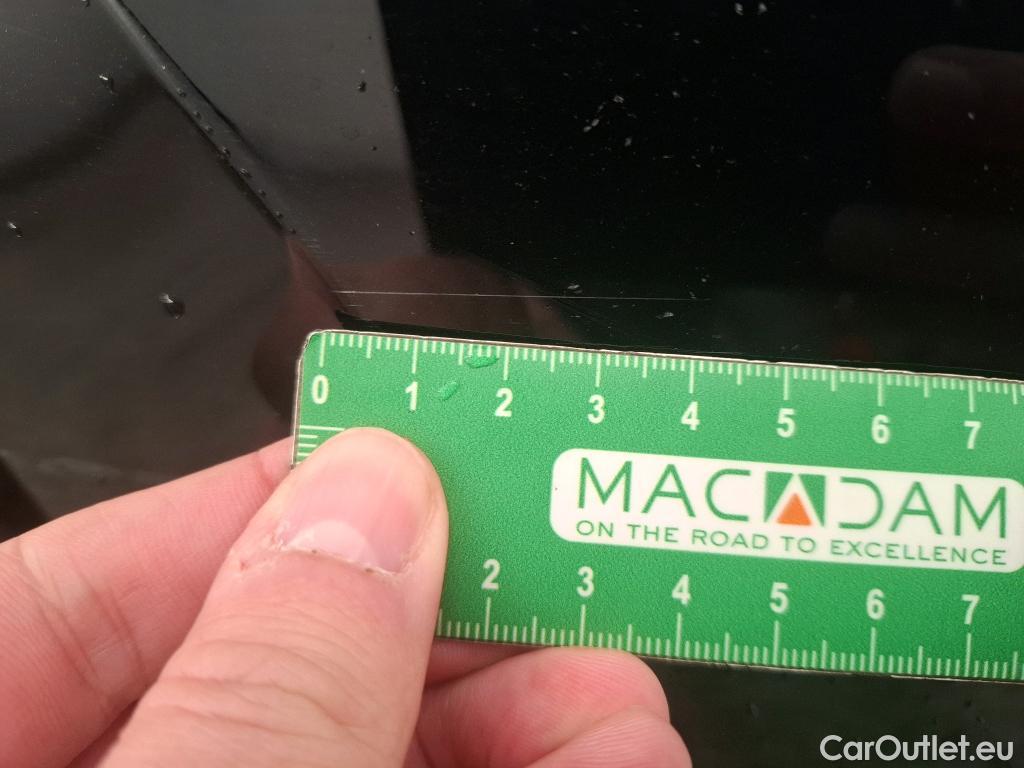 0 1 2 3 4 5 6 7
MACADAM
ON THE ROAD TO EXCELLENCE
2 3 4 5 6 7
CarOutlet.eu